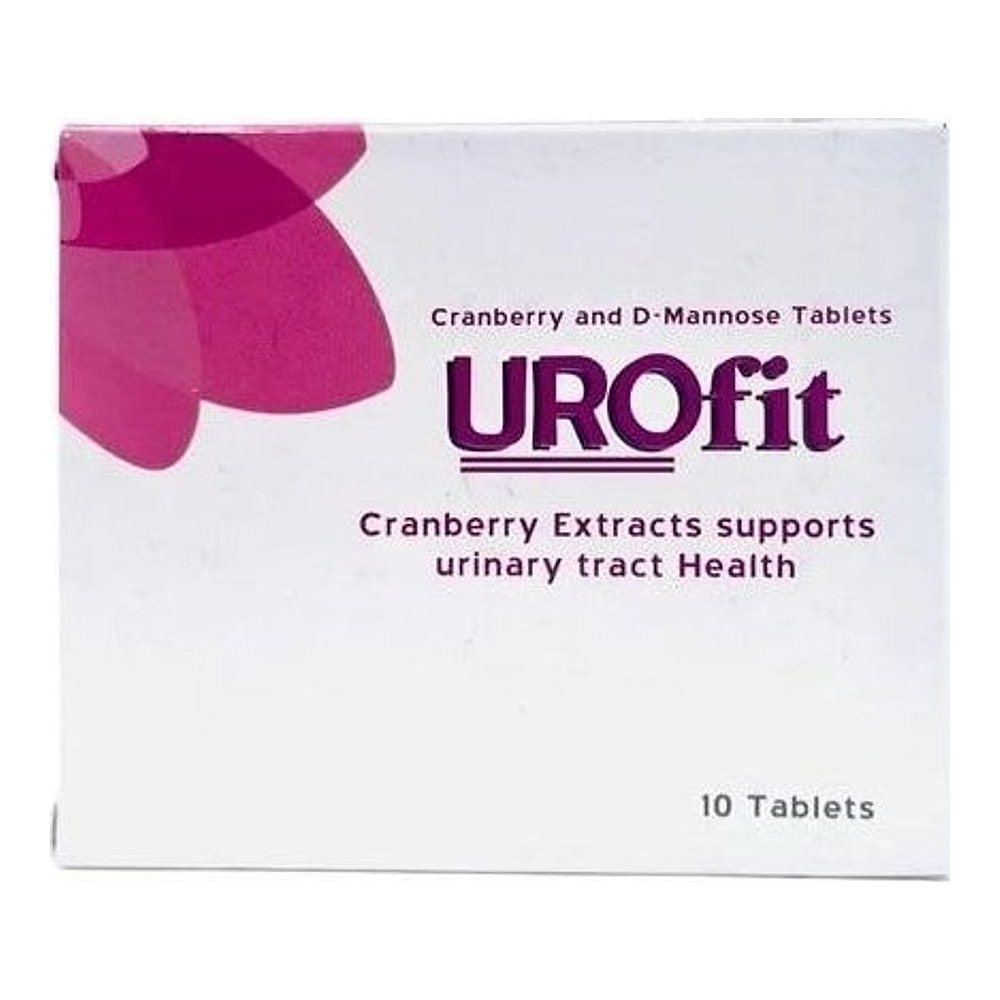 Cranberry and D-Mannose Tablets
UROfit
Cranberry Extracts supports
urinary tract Health
10 Tablets